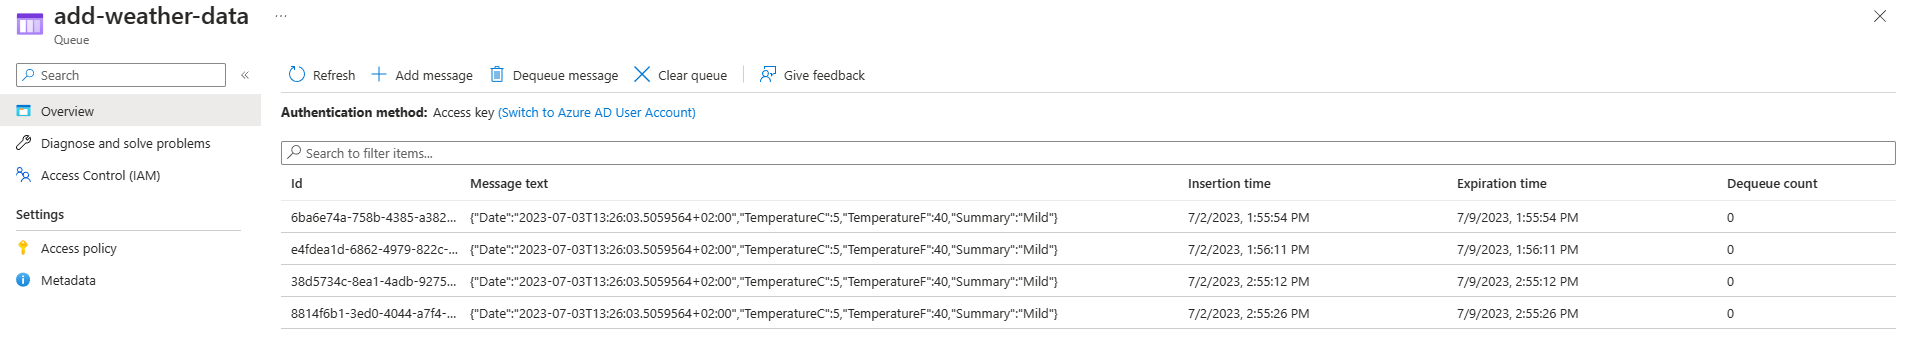 add-weather-data
...
Queue
Search
«
Overview
Diagnose and solve problems
Access Control (IAM)
Settings
Access policy
Metadata
Refresh Add message Dequeue message Clear queue Give feedback
Authentication method: Access key (Switch to Azure AD User Account)
Search to filter items...
Id Message text Insertion time Expiration time Dequeue count
6ba6e74a-758b-4385-a382... {"Date":"2023-07-03T13:26:03.5059564+02:00","TemperatureC":5,"TemperatureF":40,"Summary":"Mild"} 7/2/2023, 1:55:54 PM 7/9/2023, 1:55:54 PM 0
e4fdea1d-6862-4979-822c-... {"Date":"2023-07-03T13:26:03.5059564+02:00","TemperatureC":5,"TemperatureF":40,"Summary":"Mild"} 7/2/2023, 1:56:11 PM 7/9/2023, 1:56:11 PM 0
38d5734c-8ea1-4adb-9275... {"Date":"2023-07-03T13:26:03.5059564+02:00","TemperatureC":5,"TemperatureF":40,"Summary":"Mild"} 7/2/2023, 2:55:12 PM 7/9/2023, 2:55:12 PM 0
8814f6b1-3ed0-4044-a7f4-... {"Date":"2023-07-03T13:26:03.5059564+02:00","TemperatureC":5,"TemperatureF":40,"Summary":"Mild"} 7/2/2023, 2:55:26 PM 7/9/2023, 2:55:26 PM 0